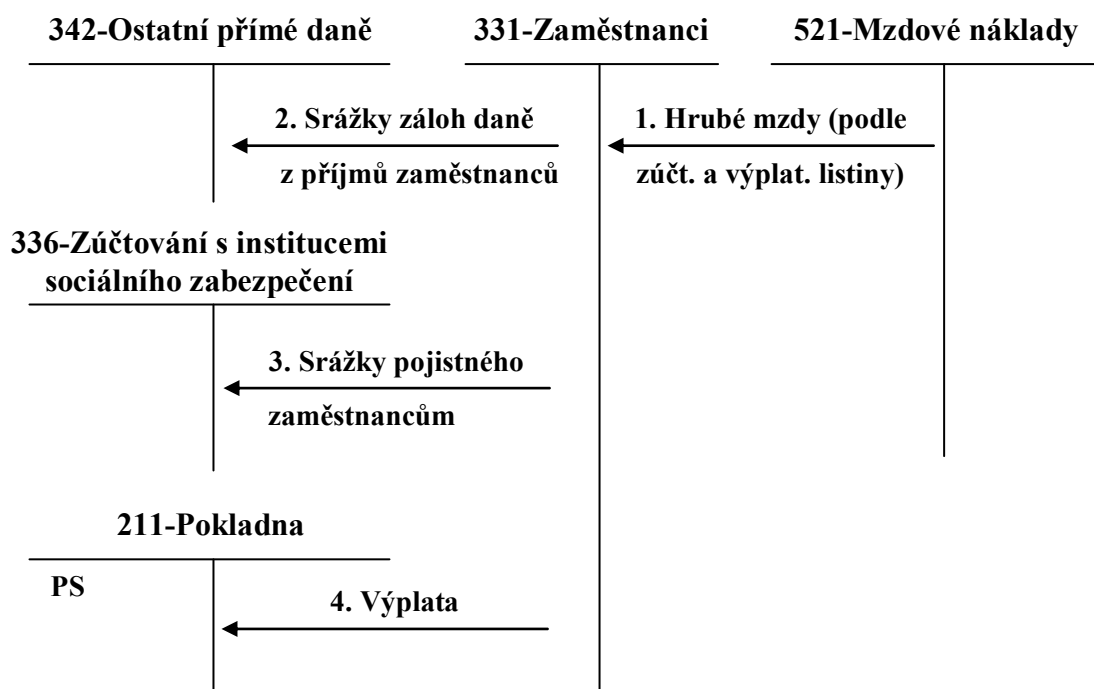 342-Ostatní přímé daně
331-Zaměstnanci
521-Mzdové náklady
2. Srážky záloh daně
z příjmů zaměstnanců
1. Hrubé mzdy (podle
zúčt. a výplat. listiny)
336-Zúčtování s institucemi
sociálního zabezpečení
3. Srážky pojistného
zaměstnancům
211-Pokladna
PS
4. Výplata